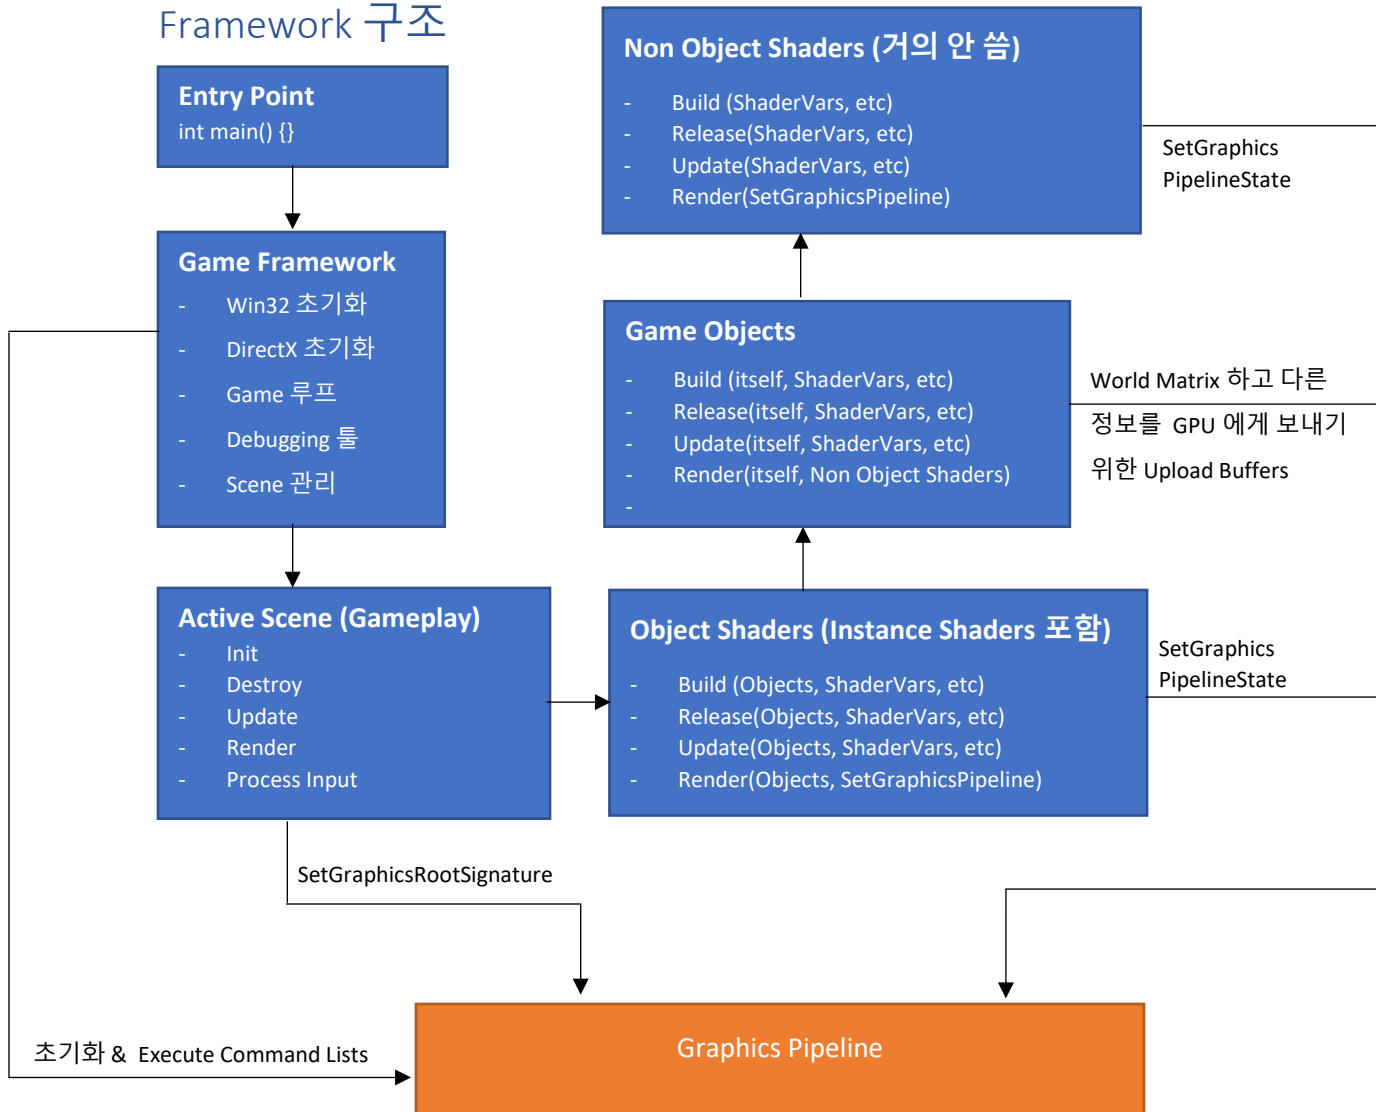 Framework 구조
Entry Point
int main() {}
Game Framework
- Win32 초기화
- DirectX 초기화
- Game 루프
- Debugging 툴
- Scene 관리
Active Scene (Gameplay)
- Init
- Destroy
- Update
- Render
- Process Input
SetGraphicsRootSignature
초기화 & Execute Command Lists
Non Object Shaders (거의 안 씀)
- Build (ShaderVars, etc)
- Release(ShaderVars, etc)
- Update(ShaderVars, etc)
- Render(SetGraphicsPipeline)
SetGraphics
PipelineState
Game Objects
- Build (itself, ShaderVars, etc)
- Release(itself, ShaderVars, etc)
- Update(itself, ShaderVars, etc)
- Render(itself, Non Object Shaders)
-
World Matrix 하고 다른
정보를 GPU 에게 보내기
위한 Upload Buffers
Object Shaders (Instance Shaders 포함)
- Build (Objects, ShaderVars, etc)
- Release(Objects, ShaderVars, etc)
- Update(Objects, ShaderVars, etc)
- Render(Objects, SetGraphicsPipeline)
SetGraphics
PipelineState
Graphics Pipeline